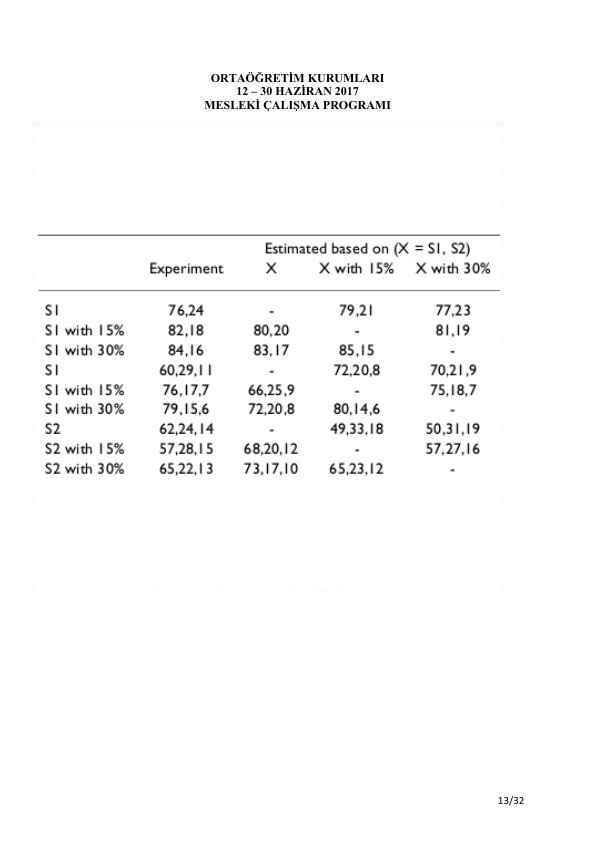 ORTAÖĞRETİM KURUMLARI
12 – 30 HAZİRAN 2017
MESLEKİ ÇALIŞMA PROGRAMI
Estimated based on (X = S1, S2)
Experiment X X with 15% X with 30%
S1 76,24 - 79,21 77,23
S1 with 15% 82,18 80,20 - 81,19
S1 with 30% 84,16 83,17 85,15 -
S1 60,29,11 - 72,20,8 70,21,9
S1 with 15% 76,17,7 66,25,9 - 75,18,7
S1 with 30% 79,15,6 72,20,8 80,14,6 -
S2 62,24,14 - 49,33,18 50,31,19
S2 with 15% 57,28,15 68,20,12 - 57,27,16
S2 with 30% 65,22,13 73,17,10 65,23,12 -
13/32